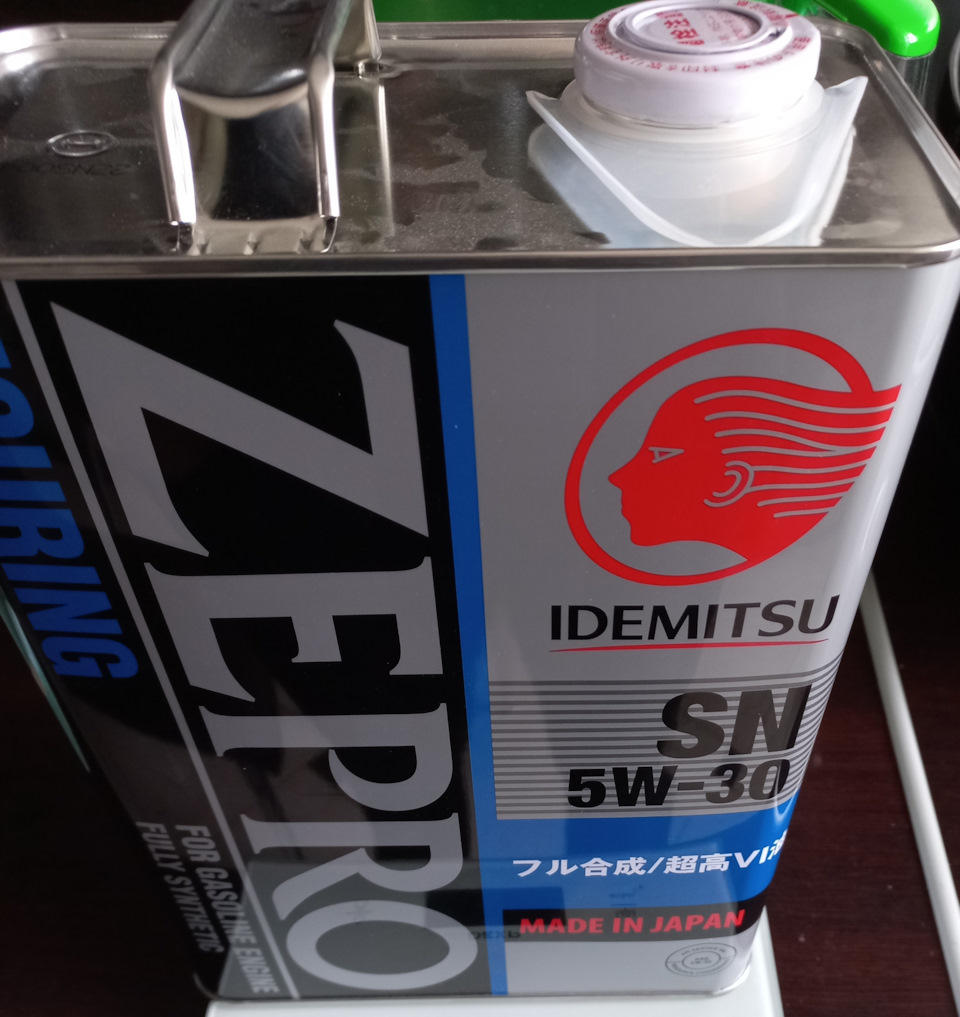 ZEPRO
TOURING
FOR GASOLINE ENGINE
FULLY SYNTHETIC
IDEMITSU
SN
5W-30
フル合成/超高VI油
MADE IN JAPAN